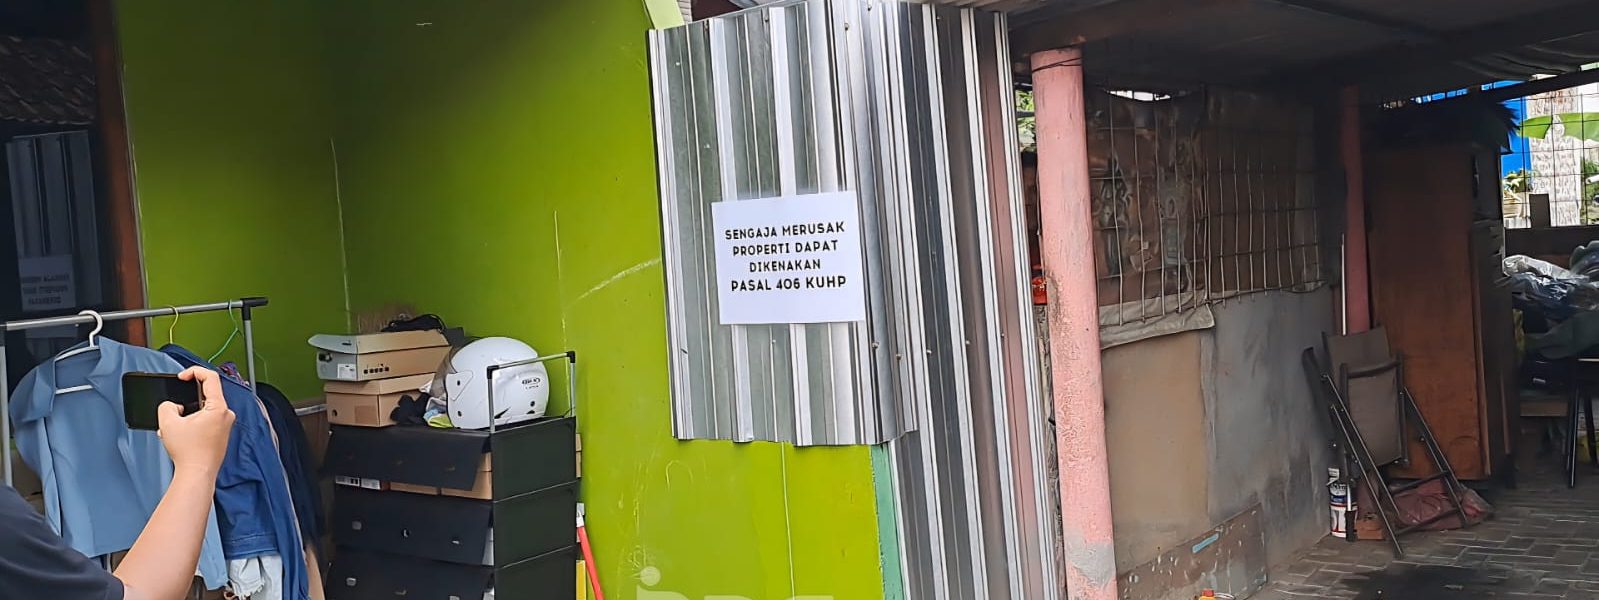 SENGAJA MERUSAK
PROPERTI DAPAT
DIKENAKAN
PASAL 406 KUHP